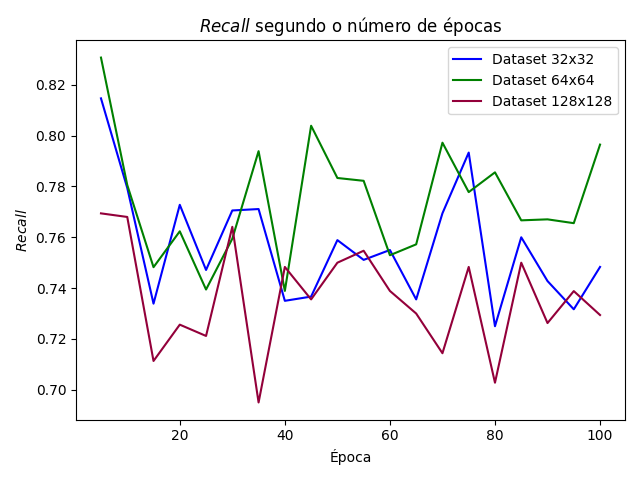 Recall segundo o número de épocas
Dataset 32x32
Dataset 64x64
Dataset 128x128
0.82
0.80
0.78
0.76
0.74
0.72
0.70
Recall
20 40 60 80 100
Época